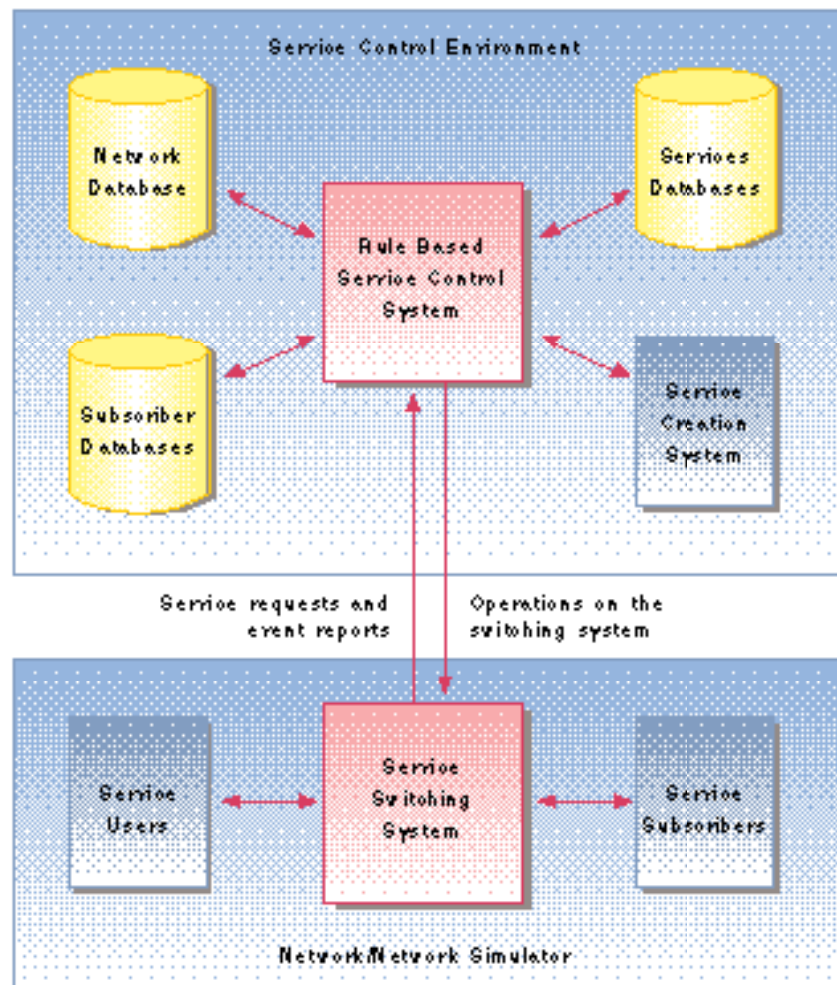 Service Control Environment
Network
Database
Services
Databases
Rule Based
Service Control
System
Subscriber
Databases
Service
Creation
System
Service requests and
event reports
Operations on the
switching system
Service
Users
Service
Switching
System
Service
Subscribers
Network/Network Simulator